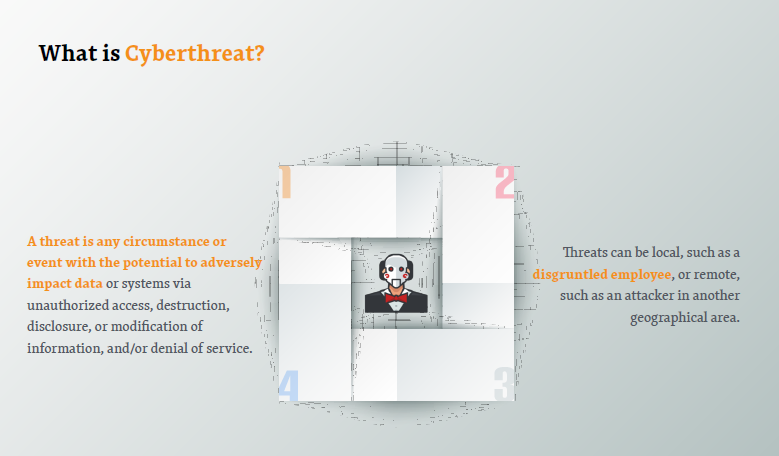 What is Cyberthreat?
1
2
A threat is any circumstance or
event with the potential to adversely
impact data or systems via
unauthorized access, destruction,
disclosure, or modification of
information, and/or denial of service.
Threats can be local, such as a
disgruntled employee, or remote,
such as an attacker in another
geographical area.
4
3